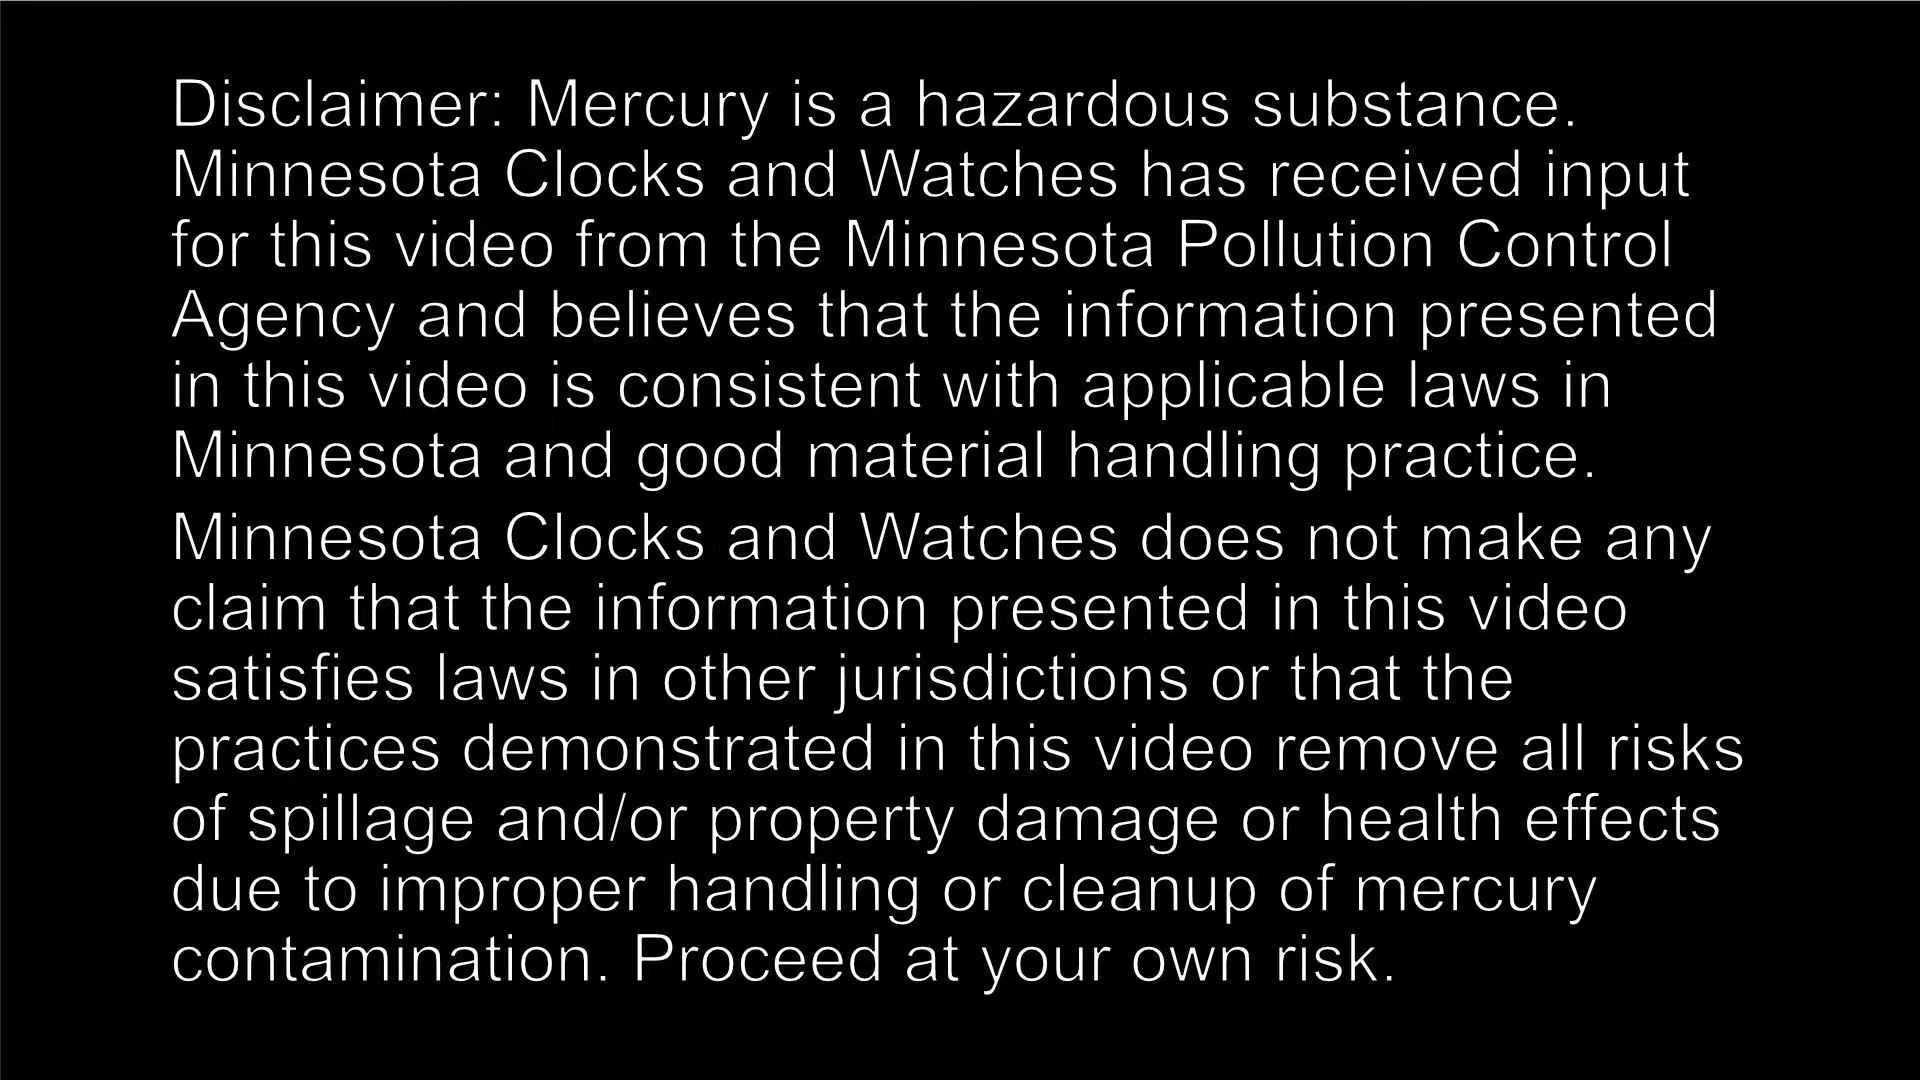 Disclaimer: Mercury is a hazardous substance.
Minnesota Clocks and Watches has received input
for this video from the Minnesota Pollution Control
Agency and believes that the information presented
in this video is consistent with applicable laws in
Minnesota and good material handling practice.
Minnesota Clocks and Watches does not make any
claim that the information presented in this video
satisfies laws in other jurisdictions or that the
practices demonstrated in this video remove all risks
of spillage and/or property damage or health effects
due to improper handling or cleanup of mercury
contamination. Proceed at your own risk.